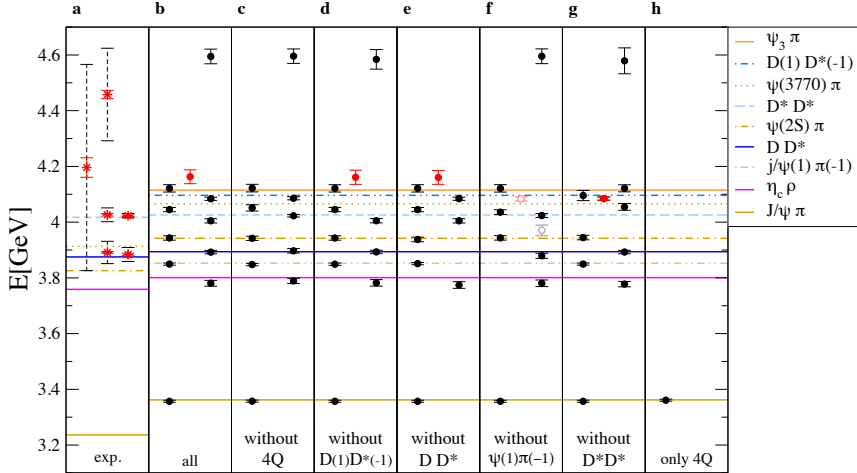 a b c d e f g h
4.6
4.4
4.2
4
3.8
3.6
3.4
3.2
E[GeV]
exp.
all
without
4Q
without
D(1)D*(-1)
without
D D*
without
ψ(1)π(-1)
without
D*D*
only 4Q
ψ₃ π
D(1) D*(-1)
ψ(3770) π
D* D*
ψ(2S) π
D D*
j/ψ(1) π(-1)
η_c ρ
J/ψ π